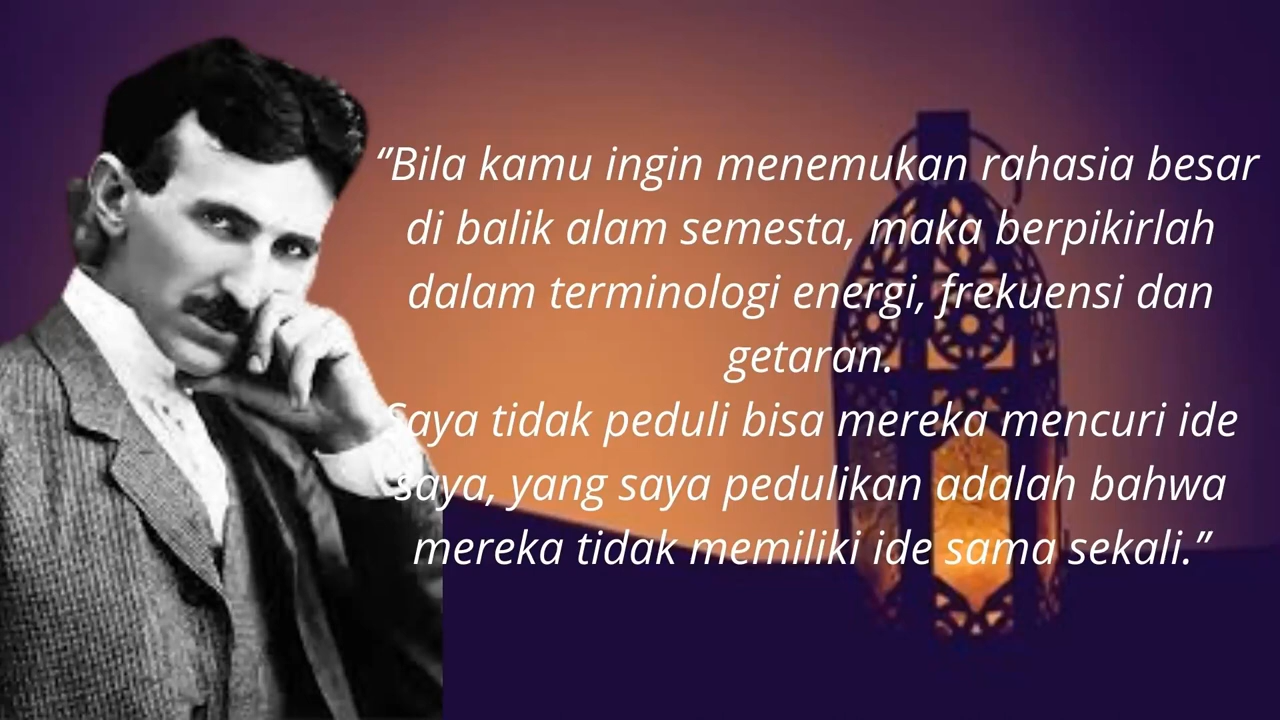 “Bila kamu ingin menemukan rahasia besar
di balik alam semesta, maka berpikirlah
dalam terminologi energi, frekuensi dan
getaran.
Saya tidak peduli bisa mereka mencuri ide
saya, yang saya pedulikan adalah bahwa
mereka tidak memiliki ide sama sekali.”